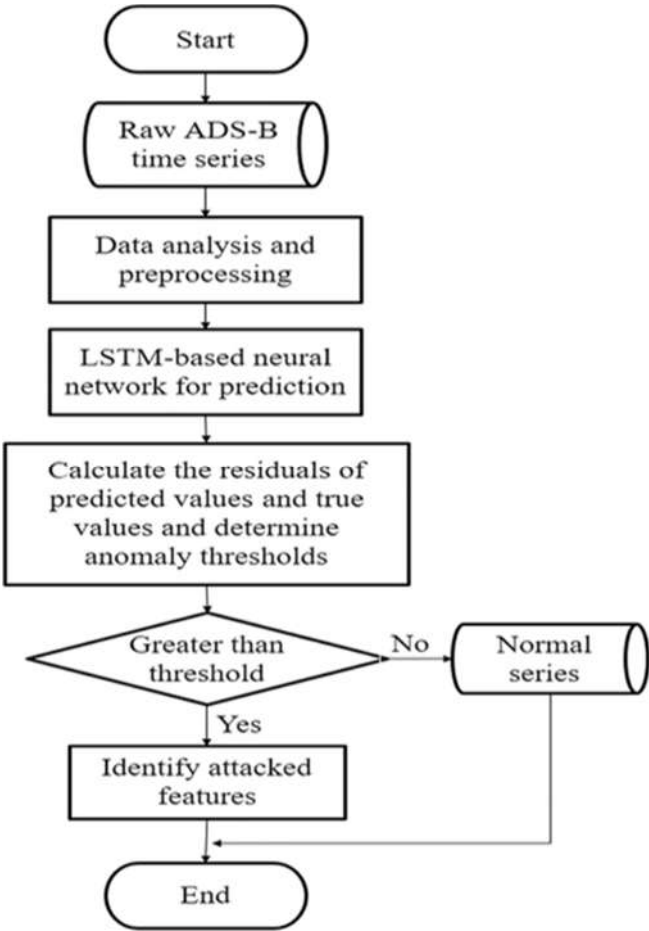 Start
Raw ADS-B
time series
Data analysis and
preprocessing
LSTM-based neural
network for prediction
Calculate the residuals of
predicted values and true
values and determine
anomaly thresholds
Greater than
threshold
No
Normal
series
Yes
Identify attacked
features
End